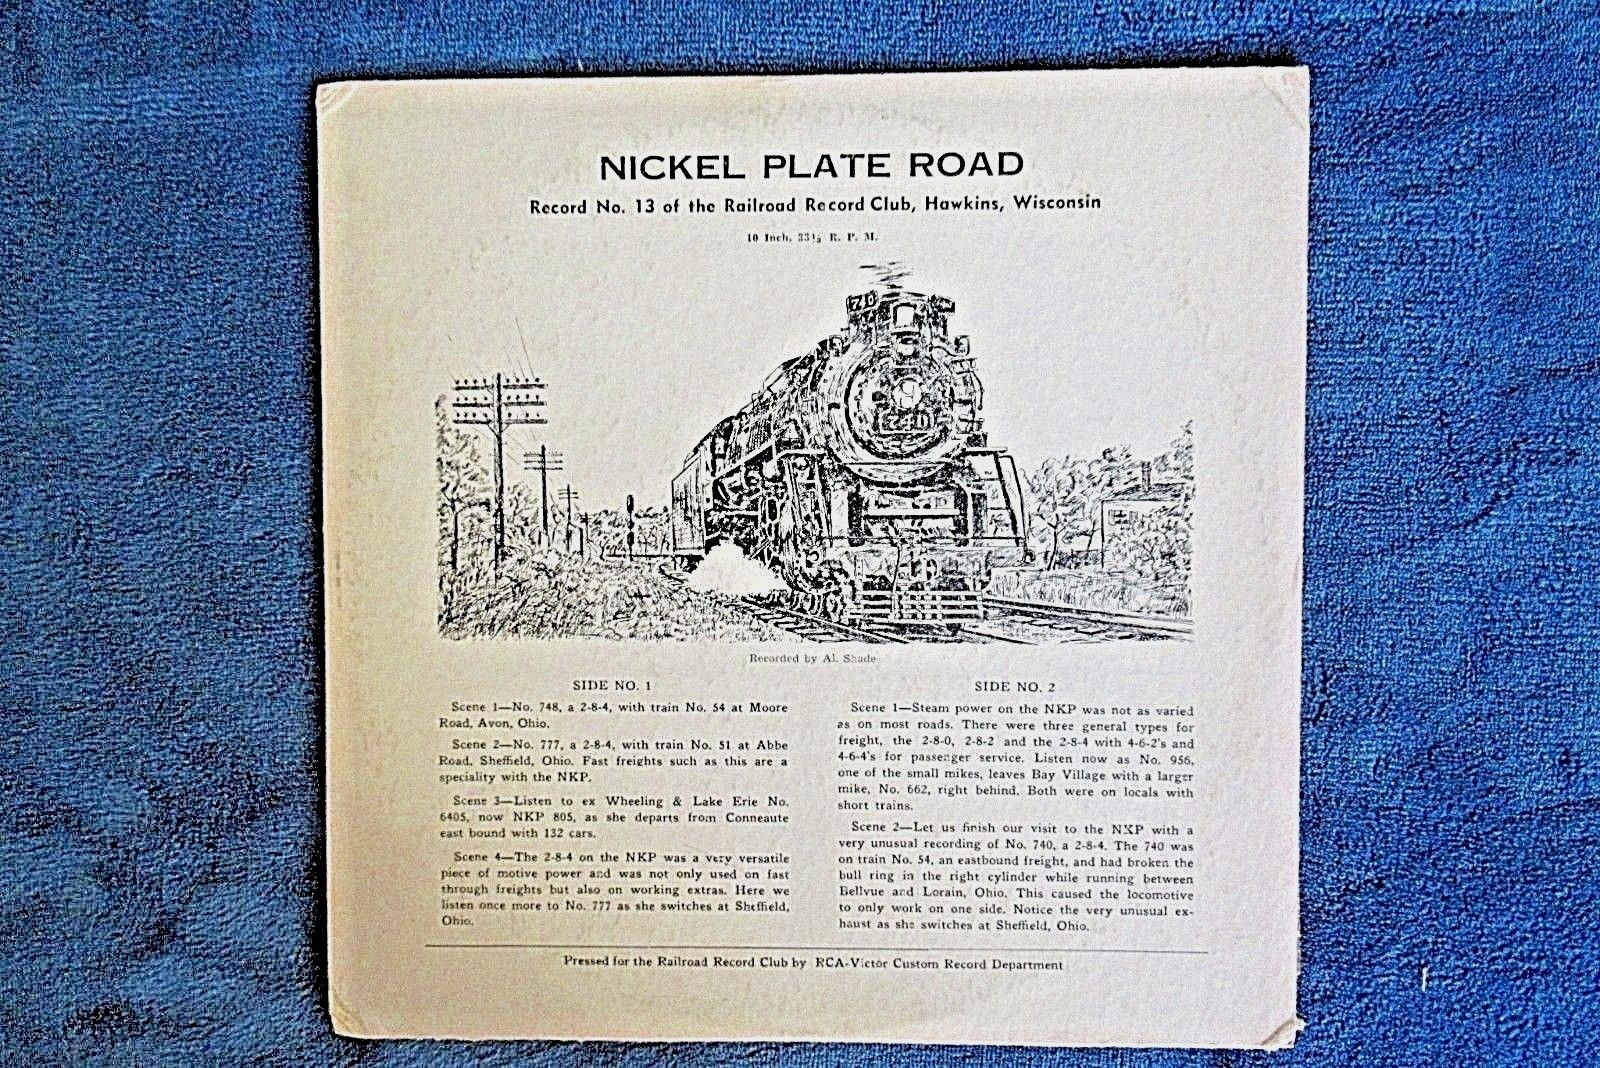 NICKEL PLATE ROAD
Record No. 13 of the Railroad Record Club, Hawkins, Wisconsin
10 Inch, 33⅓ R. P. M.
740
740
Recorded by Al. Shade
SIDE NO. 1
Scene 1—No. 748, a 2-8-4, with train No. 54 at Moore
Road, Avon, Ohio.
Scene 2—No. 777, a 2-8-4, with train No. 51 at Abbe
Road, Sheffield, Ohio. Fast freights such as this are a
speciality with the NKP.
Scene 3—Listen to ex Wheeling & Lake Erie No.
6405, now NKP 805, as she departs from Conneaute
east bound with 132 cars.
Scene 4—The 2-8-4 on the NKP was a very versatile
piece of motive power and was not only used on fast
through freights but also on working extras. Here we
listen once more to No. 777 as she switches at Sheffield,
Ohio.
SIDE NO. 2
Scene 1—Steam power on the NKP was not as varied
as on most roads. There were three general types for
freight, the 2-8-0, 2-8-2 and the 2-8-4 with 4-6-2's and
4-6-4's for passenger service. Listen now as No. 956,
one of the small mikes, leaves Bay Village with a larger
mike, No. 662, right behind. Both were on locals with
short trains.
Scene 2—Let us finish our visit to the NKP with a
very unusual recording of No. 740, a 2-8-4. The 740 was
on train No. 54, an eastbound freight, and had broken the
bull ring in the right cylinder while running between
Bellvue and Lorain, Ohio. This caused the locomotive
to only work on one side. Notice the very unusual ex-
haust as she switches at Sheffield, Ohio.
Pressed for the Railroad Record Club by RCA-Victor Custom Record Department